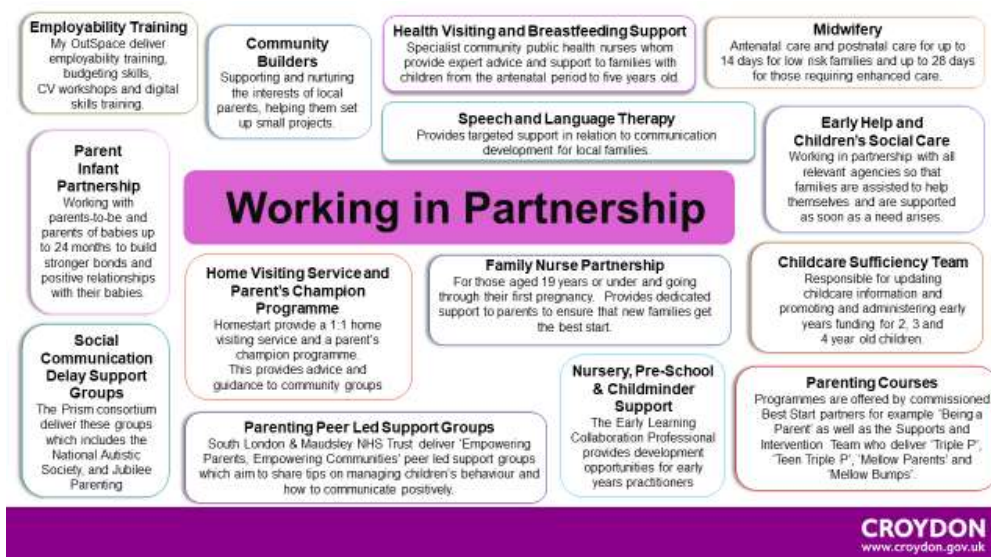 Employability Training
My OutSpace deliver
employability training,
budgeting skills,
CV workshops and digital
skills training.
Community
Builders
Supporting and nurturing
the interests of local
parents, helping them set
up small projects.
Health Visiting and Breastfeeding Support
Specialist community public health nurses whom
provide expert advice and support to families with
children from the antenatal period to five years old.
Midwifery
Antenatal care and postnatal care for up to
14 days for low risk families and up to 28 days
for those requiring enhanced care.
Speech and Language Therapy
Provides targeted support in relation to communication
development for local families.
Early Help and
Children's Social Care
Working in partnership with all
relevant agencies so that
families are assisted to help
themselves and are supported
as soon as a need arises.
Parent
Infant
Partnership
Working with
parents-to-be and
parents of babies up
to 24 months to build
stronger bonds and
positive relationships
with their babies.
Working in Partnership
Home Visiting Service and
Parent's Champion
Programme
Homestart provide a 1:1 home
visiting service and a parent's
champion programme.
This provides advice and
guidance to community groups
Family Nurse Partnership
For those aged 19 years or under and going
through their first pregnancy. Provides dedicated
support to parents to ensure that new families get
the best start.
Childcare Sufficiency Team
Responsible for updating
childcare information and
promoting and administering early
years funding for 2, 3 and
4 year old children.
Social
Communication
Delay Support
Groups
The Prism consortium
deliver these groups
which includes the
National Autistic
Society, and Jubilee
Parenting
Parenting Peer Led Support Groups
South London & Maudsley NHS Trust deliver 'Empowering
Parents, Empowering Communities' peer led support groups
which aim to share tips on managing children's behaviour and
how to communicate positively.
Nursery, Pre-School
& Childminder
Support
The Early Learning
Collaboration Professional
provides development
opportunities for early
years practitioners
Parenting Courses
Programmes are offered by commissioned
Best Start partners for example 'Being a
Parent' as well as the Supports and
Intervention Team who deliver 'Triple P',
'Teen Triple P', 'Mellow Parents' and
'Mellow Bumps'.
CROYDON
www.croydon.gov.uk